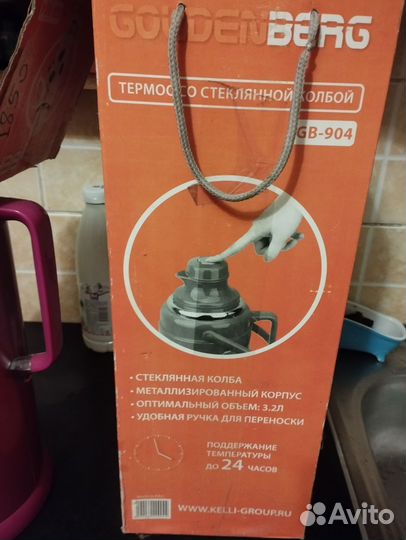 GOLDENBERG
ТЕРМОС СО СТЕКЛЯННОЙ КОЛБОЙ
GB-904
• СТЕКЛЯННАЯ КОЛБА
• МЕТАЛЛИЗИРОВАННЫЙ КОРПУС
• ОПТИМАЛЬНЫЙ ОБЪЕМ: 3.2Л
• УДОБНАЯ РУЧКА ДЛЯ ПЕРЕНОСКИ
ПОДДЕРЖАНИЕ
ТЕМПЕРАТУРЫ
ДО 24 ЧАСОВ
WWW.KELLI-GROUP.RU
Avito